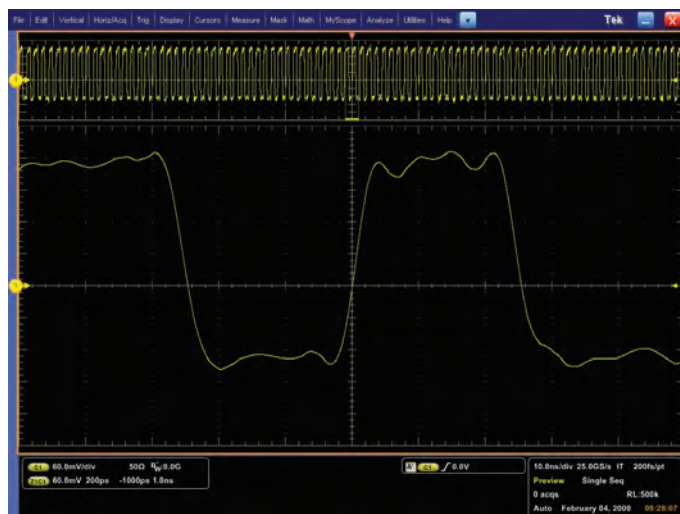 File Edit Vertical Horiz/Acq Trig Display Cursors Measure Mask Math MyScope Analyze Utilities Help Tek X
C1 60.0mV/div 50Ω BW:8.0G
Z1C1 60.0mV 200ps -1000ps 1.0ns
A' C1 0.0V
10.0ns/div 25.0GS/s IT 200fs/pt
Preview Single Seq
0 acqs RL:500k
Auto February 04, 2009 09:28:07